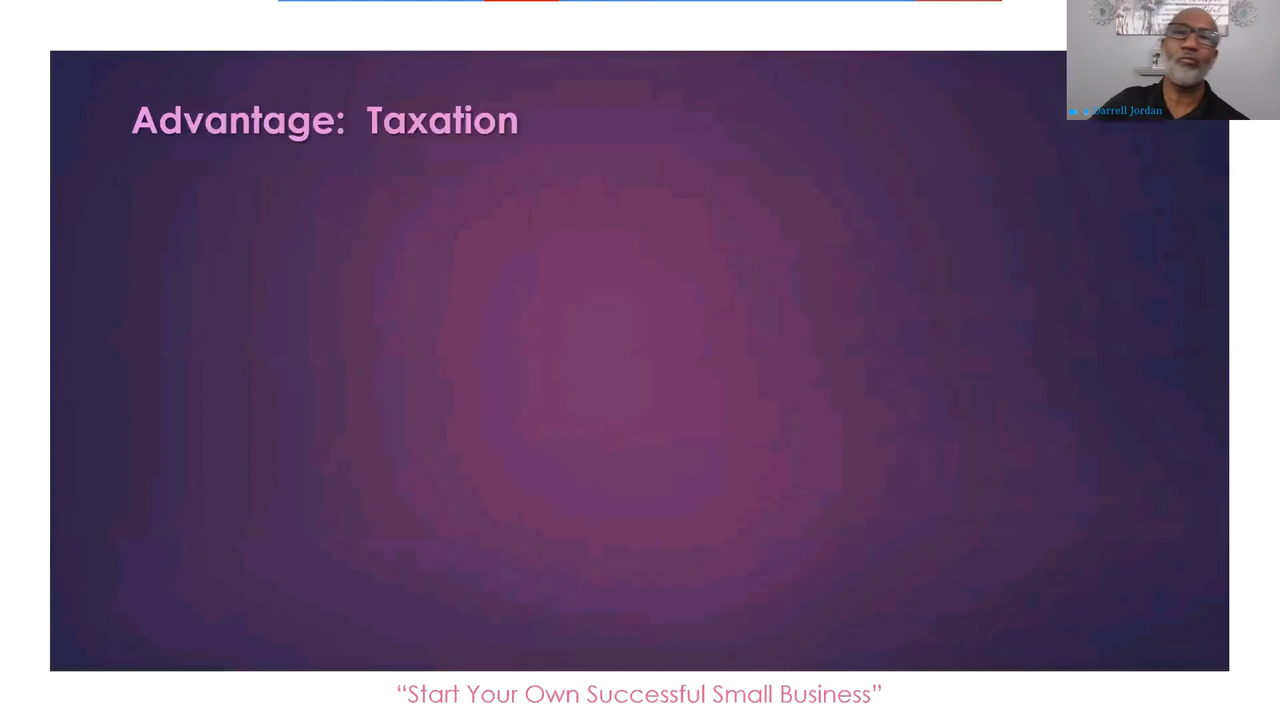 Advantage: Taxation
Darrell Jordan
“Start Your Own Successful Small Business”